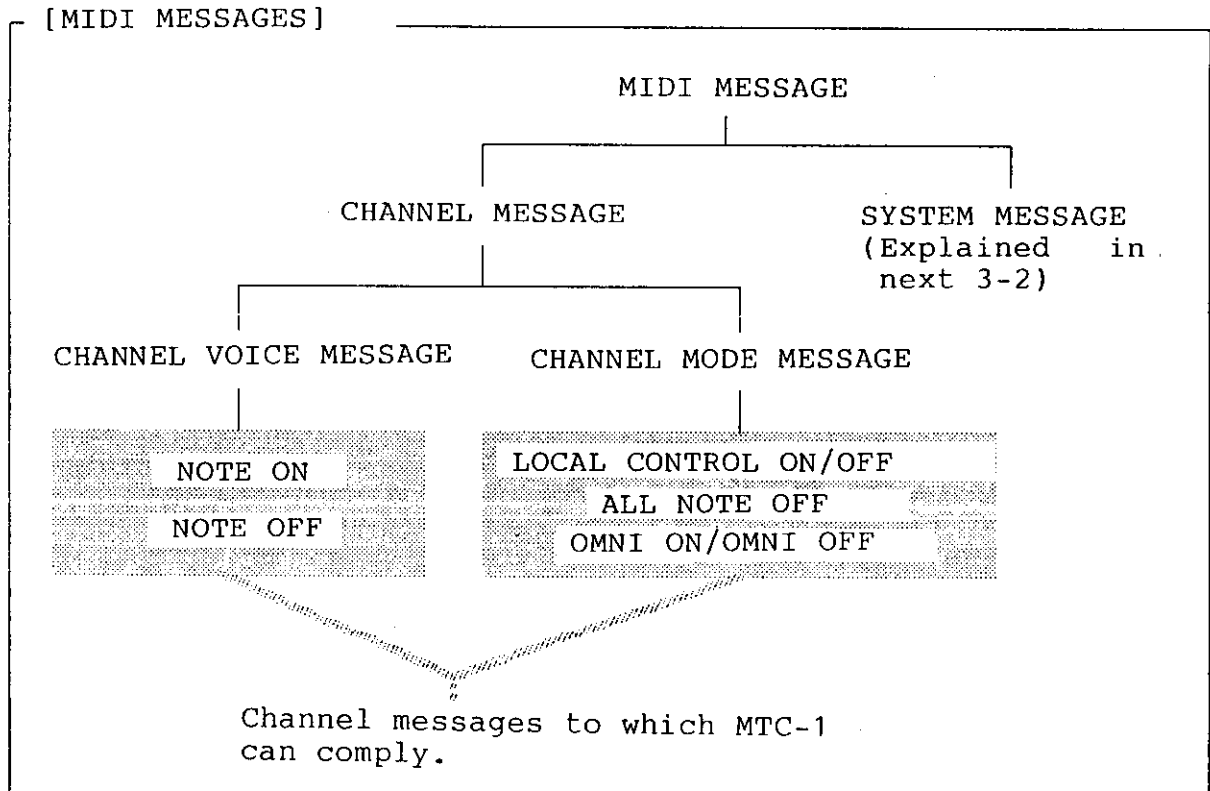 [MIDI MESSAGES]
MIDI MESSAGE
CHANNEL MESSAGE
SYSTEM MESSAGE
(Explained in
next 3-2)
CHANNEL VOICE MESSAGE
CHANNEL MODE MESSAGE
NOTE ON
NOTE OFF
LOCAL CONTROL ON/OFF
ALL NOTE OFF
OMNI ON/OMNI OFF
Channel messages to which MTC-1
can comply.